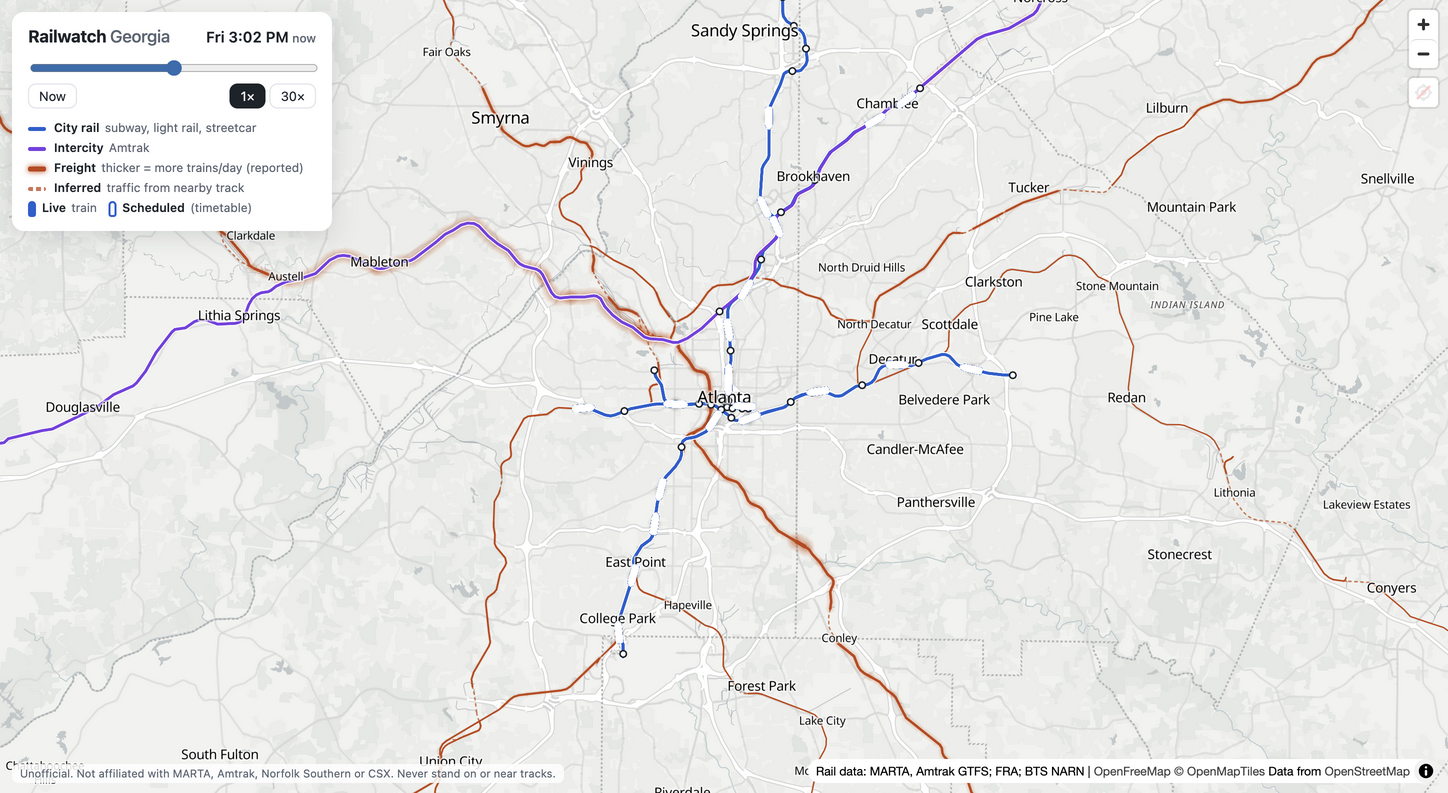 Railwatch Georgia
Fri 3:02 PM now
Now
1×
30×
City rail subway, light rail, streetcar
Intercity Amtrak
Freight thicker = more trains/day (reported)
Inferred traffic from nearby track
Live train Scheduled (timetable)
Norcross
Sandy Springs
Fair Oaks
Smyrna
Chamblee
Lilburn
Vinings
Brookhaven
Tucker
Snellville
Mountain Park
Clarkdale
Mableton
Austell
North Druid Hills
Clarkston
Stone Mountain
INDIAN ISLAND
Lithia Springs
North Decatur
Scottdale
Pine Lake
Decatur
Douglasville
Atlanta
Belvedere Park
Redan
Candler-McAfee
Lithonia
Panthersville
Lakeview Estates
East Point
Stonecrest
Conyers
Hapeville
College Park
Conley
Forest Park
Lake City
South Fulton
Union City
Riverdale
Unofficial. Not affiliated with MARTA, Amtrak, Norfolk Southern or CSX. Never stand on or near tracks.
Rail data: MARTA, Amtrak GTFS; FRA; BTS NARN | OpenFreeMap © OpenMapTiles Data from OpenStreetMap